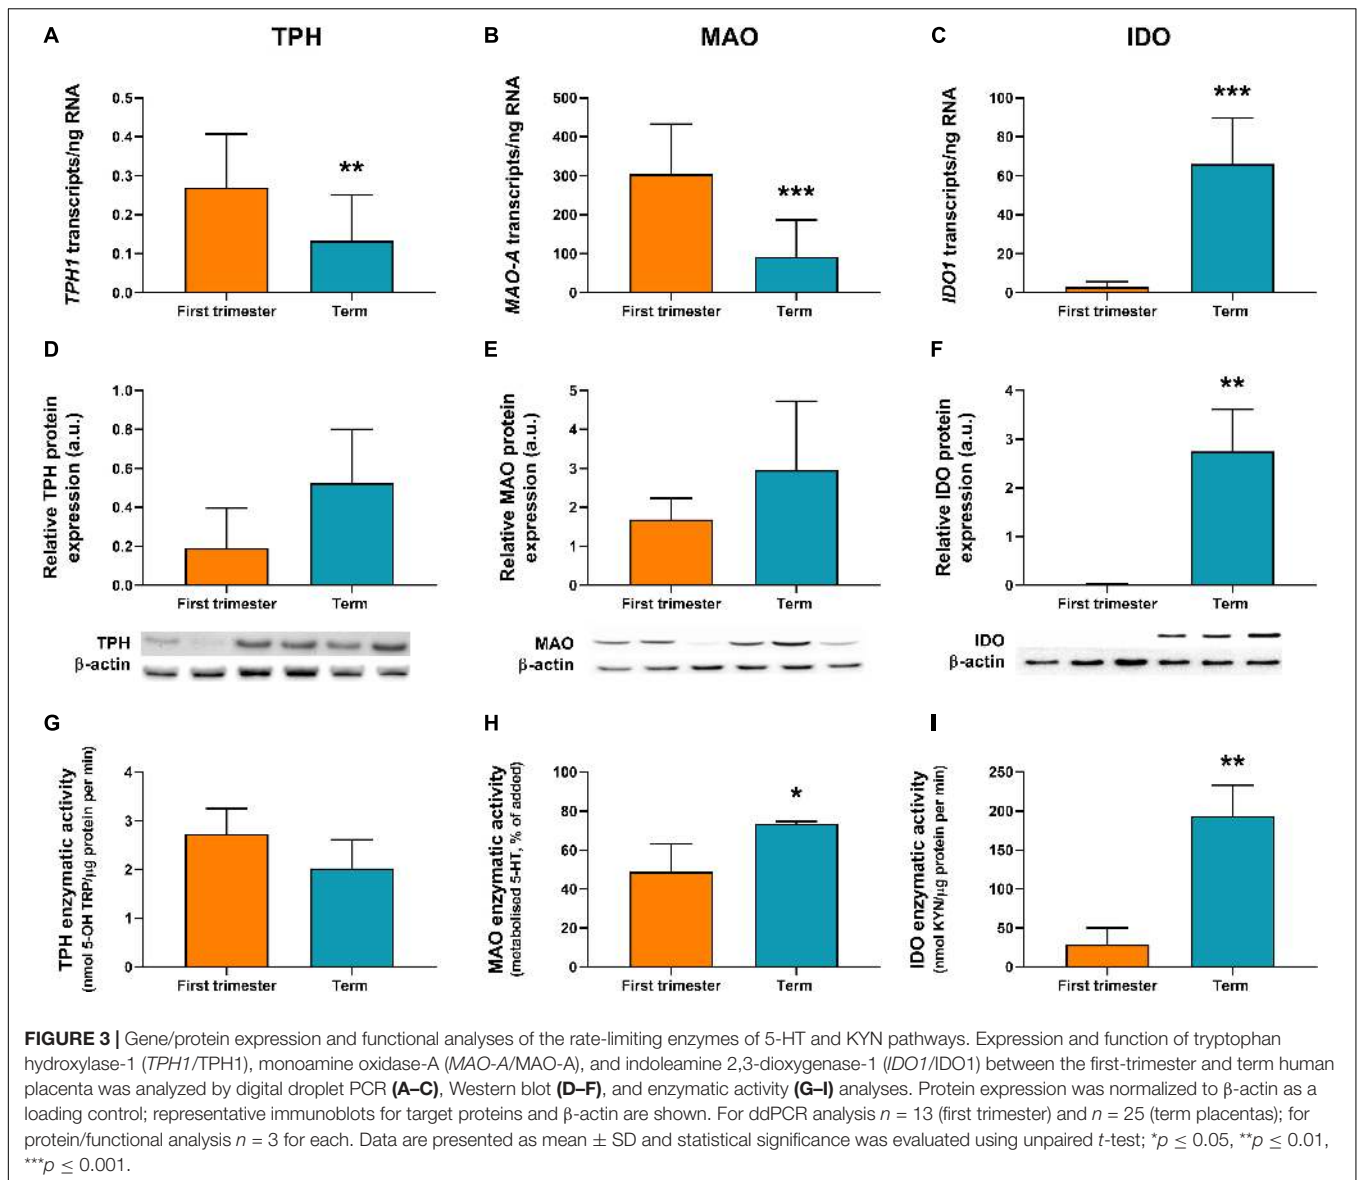 A TPH B MAO C IDO
TPH1 transcripts/ng RNA
0.5
0.4
0.3
0.2
0.1
0.0
**
First trimester Term
MAO-A transcripts/ng RNA
500
400
300
200
100
0
***
First trimester Term
IDO1 transcripts/ng RNA
100
80
60
40
20
0
***
First trimester Term
D E F
Relative TPH protein
expression (a.u.)
1.0
0.8
0.6
0.4
0.2
0.0
First trimester Term
Relative MAO protein
expression (a.u.)
5
4
3
2
1
0
First trimester Term
Relative IDO protein
expression (a.u.)
4
3
2
1
0
**
First trimester Term
TPH
β-actin
MAO
β-actin
IDO
β-actin
G H I
TPH enzymatic activity
(nmol 5-OH TRP/µg protein per min)
4
3
2
1
0
First trimester Term
MAO enzymatic activity
(metabolised 5-HT, % of added)
100
80
60
40
20
0
*
First trimester Term
IDO enzymatic activity
(nmol KYN/µg protein per min)
250
200
150
100
50
0
**
First trimester Term
FIGURE 3 | Gene/protein expression and functional analyses of the rate-limiting enzymes of 5-HT and KYN pathways. Expression and function of tryptophan
hydroxylase-1 (TPH1/TPH1), monoamine oxidase-A (MAO-A/MAO-A), and indoleamine 2,3-dioxygenase-1 (IDO1/IDO1) between the first-trimester and term human
placenta was analyzed by digital droplet PCR (A–C), Western blot (D–F), and enzymatic activity (G–I) analyses. Protein expression was normalized to β-actin as a
loading control; representative immunoblots for target proteins and β-actin are shown. For ddPCR analysis n = 13 (first trimester) and n = 25 (term placentas); for
protein/functional analysis n = 3 for each. Data are presented as mean ± SD and statistical significance was evaluated using unpaired t-test; *p ≤ 0.05, **p ≤ 0.01,
***p ≤ 0.001.